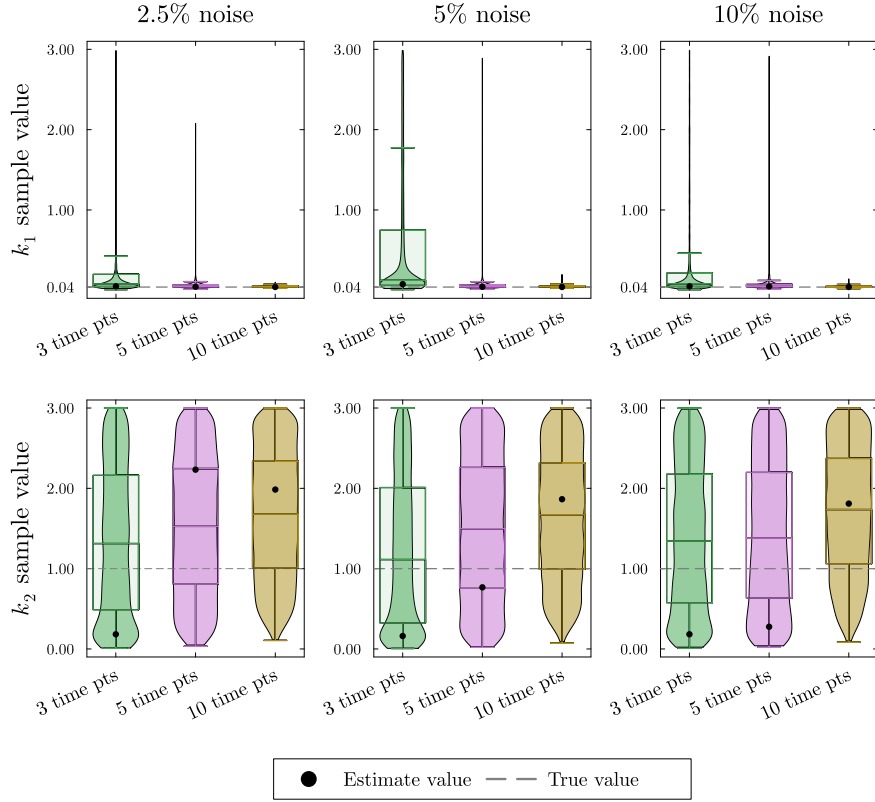 2.5% noise
5% noise
10% noise
k1 sample value
3.00
2.00
1.00
0.04
3 time pts
5 time pts
10 time pts
3.00
2.00
1.00
0.04
3 time pts
5 time pts
10 time pts
3.00
2.00
1.00
0.04
3 time pts
5 time pts
10 time pts
k2 sample value
3.00
2.00
1.00
0.00
3 time pts
5 time pts
10 time pts
3.00
2.00
1.00
0.00
3 time pts
5 time pts
10 time pts
3.00
2.00
1.00
0.00
3 time pts
5 time pts
10 time pts
Estimate value
True value